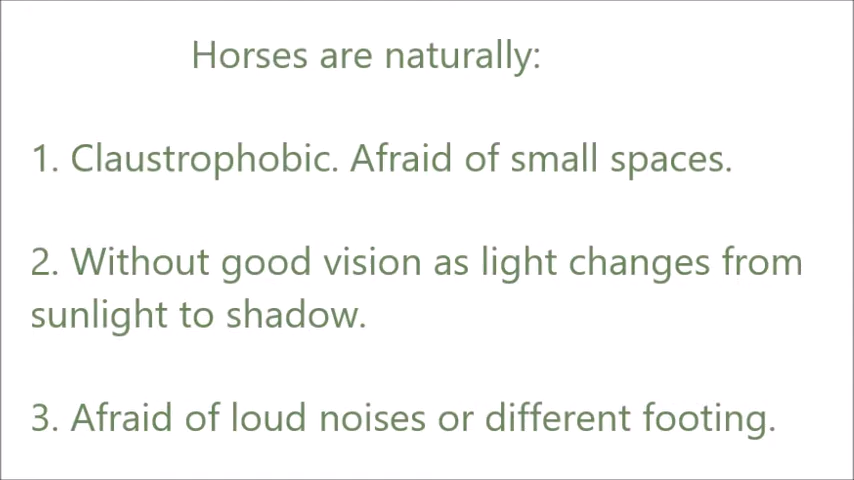 Horses are naturally:
1. Claustrophobic. Afraid of small spaces.
2. Without good vision as light changes from
sunlight to shadow.
3. Afraid of loud noises or different footing.